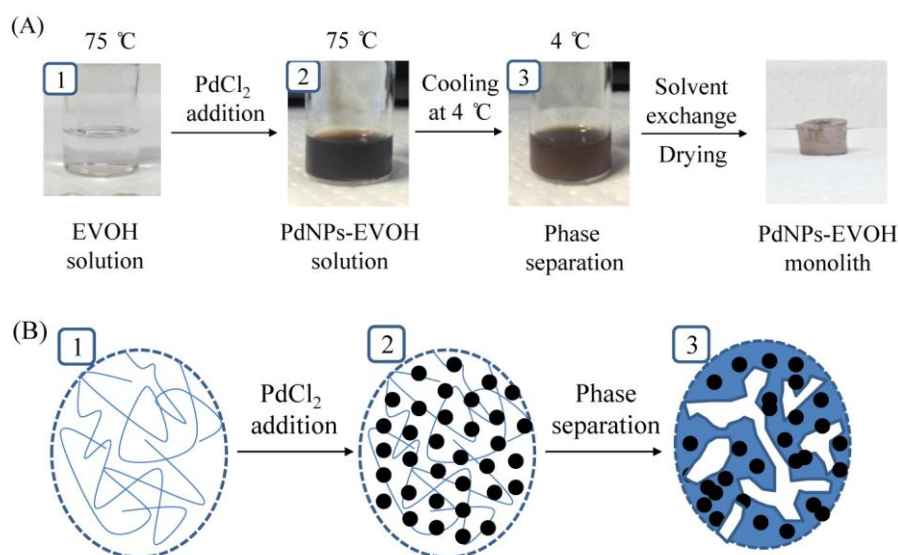 (A)
75 ℃
75 ℃
4 ℃
1
PdCl2
addition
2
Cooling
at 4 ℃
3
Solvent
exchange
Drying
EVOH
solution
PdNPs-EVOH
solution
Phase
separation
PdNPs-EVOH
monolith
(B)
1
PdCl2
addition
2
Phase
separation
3